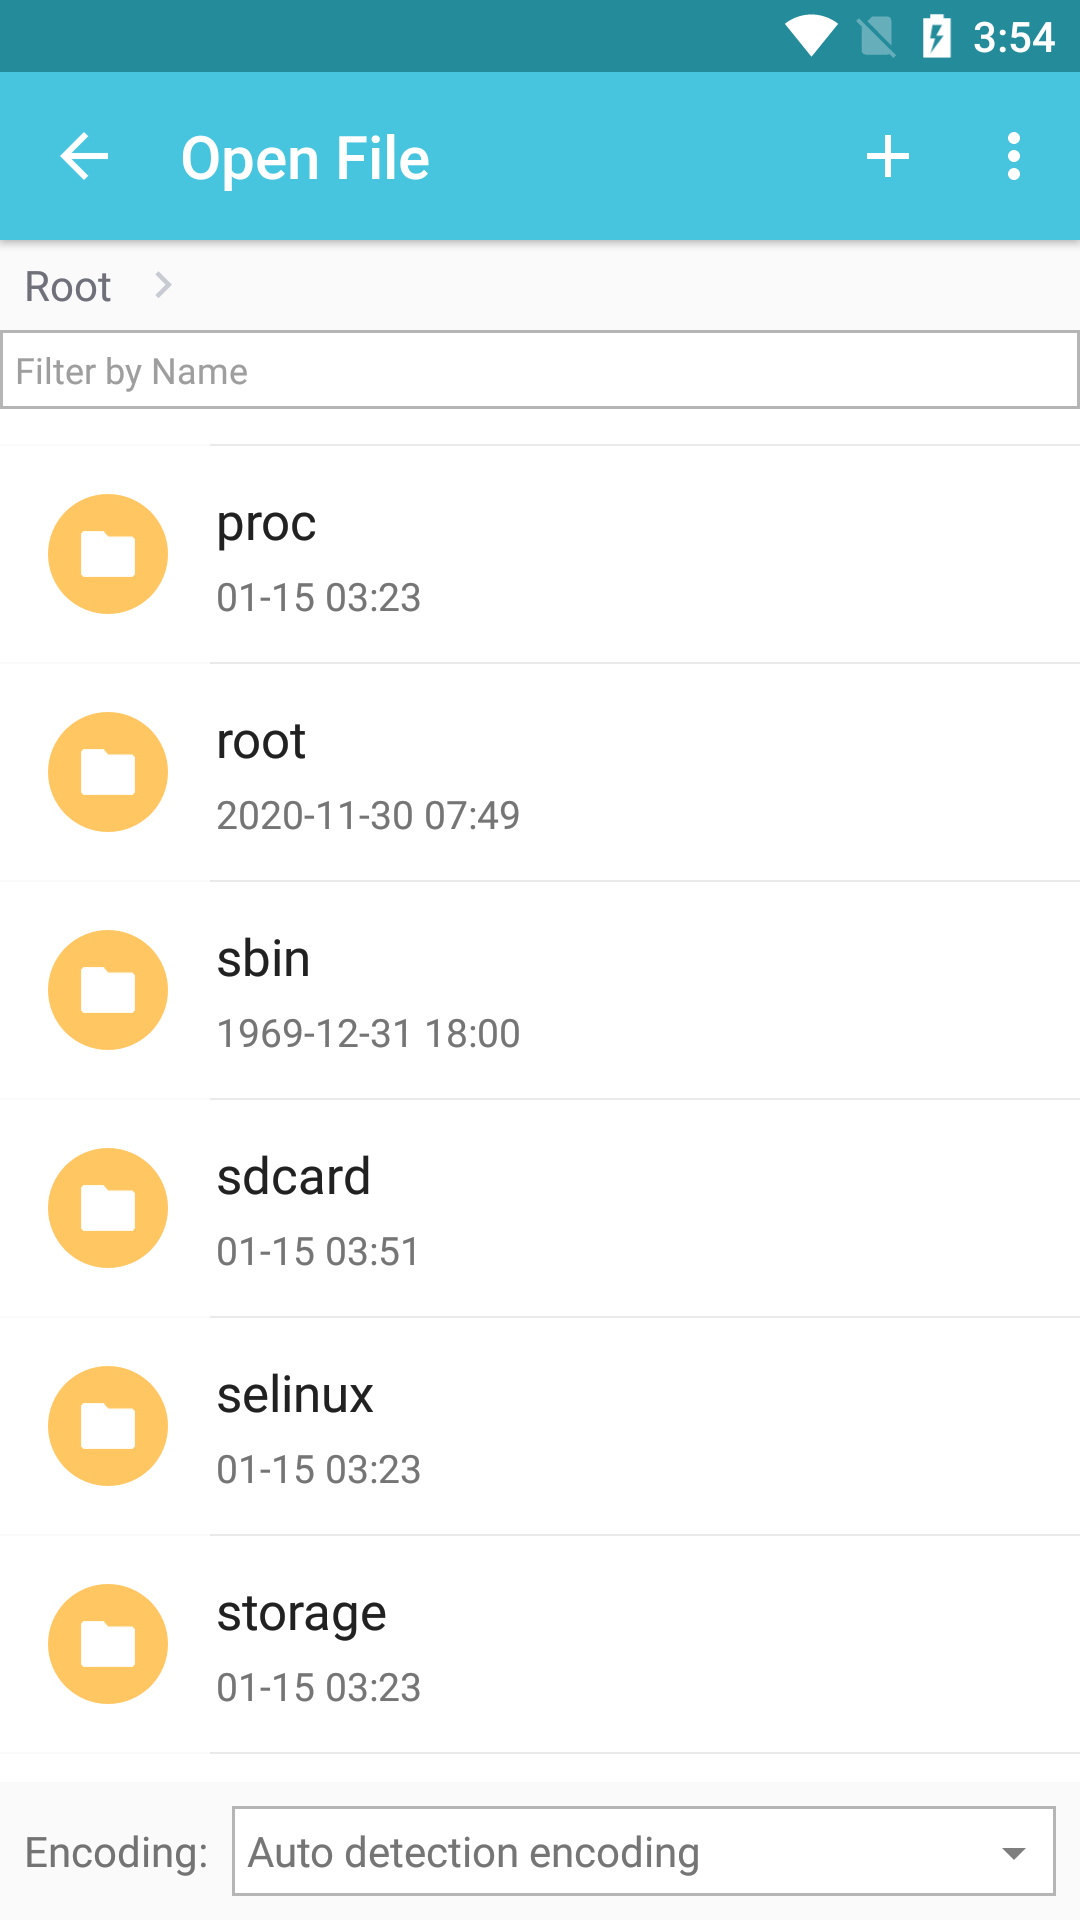 3:54
Open File
Root
Filter by Name
proc
01-15 03:23
root
2020-11-30 07:49
sbin
1969-12-31 18:00
sdcard
01-15 03:51
selinux
01-15 03:23
storage
01-15 03:23
Encoding: Auto detection encoding